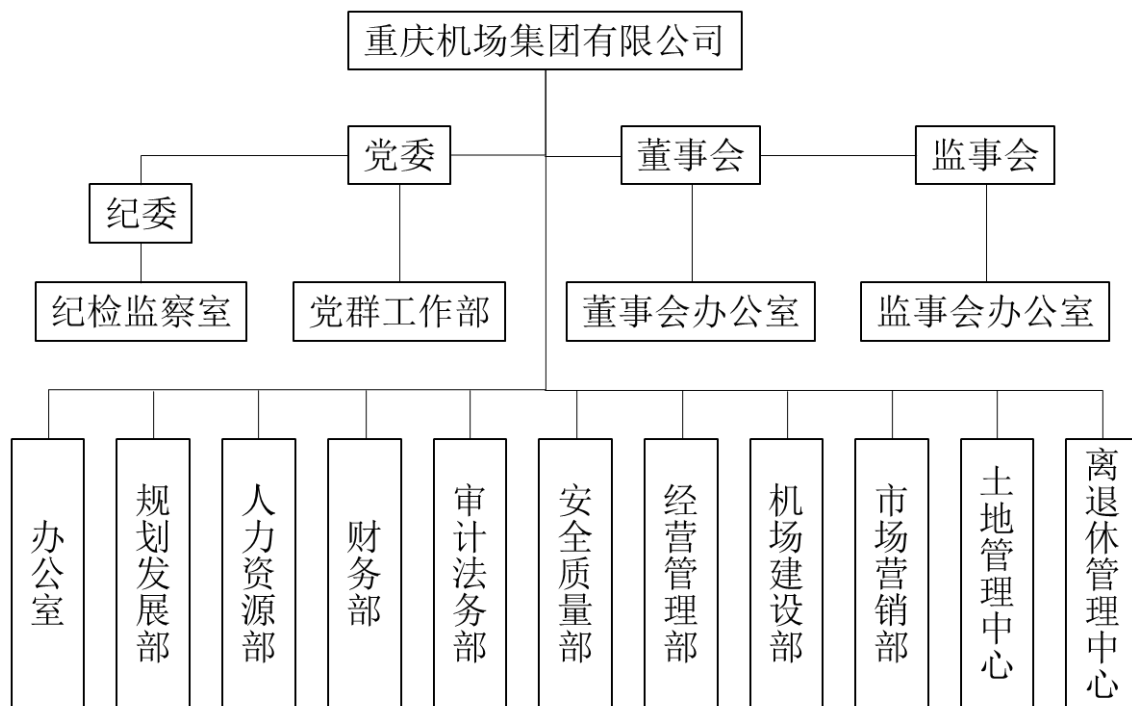 重庆机场集团有限公司
党委
董事会
监事会
纪委
纪检监察室
党群工作部
董事会办公室
监事会办公室
办公室
规划发展部
人力资源部
财务部
审计法务部
安全质量部
经营管理部
机场建设部
市场营销部
土地管理中心
离退休管理中心